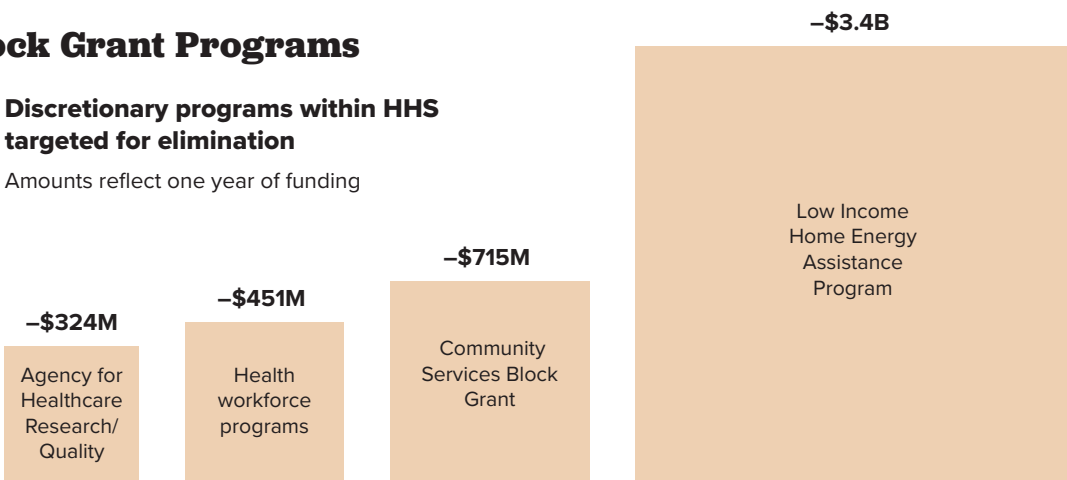 Grant Programs
Discretionary programs within HHS
targeted for elimination
Amounts reflect one year of funding
–$324M
Agency for
Healthcare
Research/
Quality
–$451M
Health
workforce
programs
–$715M
Community
Services Block
Grant
–$3.4B
Low Income
Home Energy
Assistance
Program